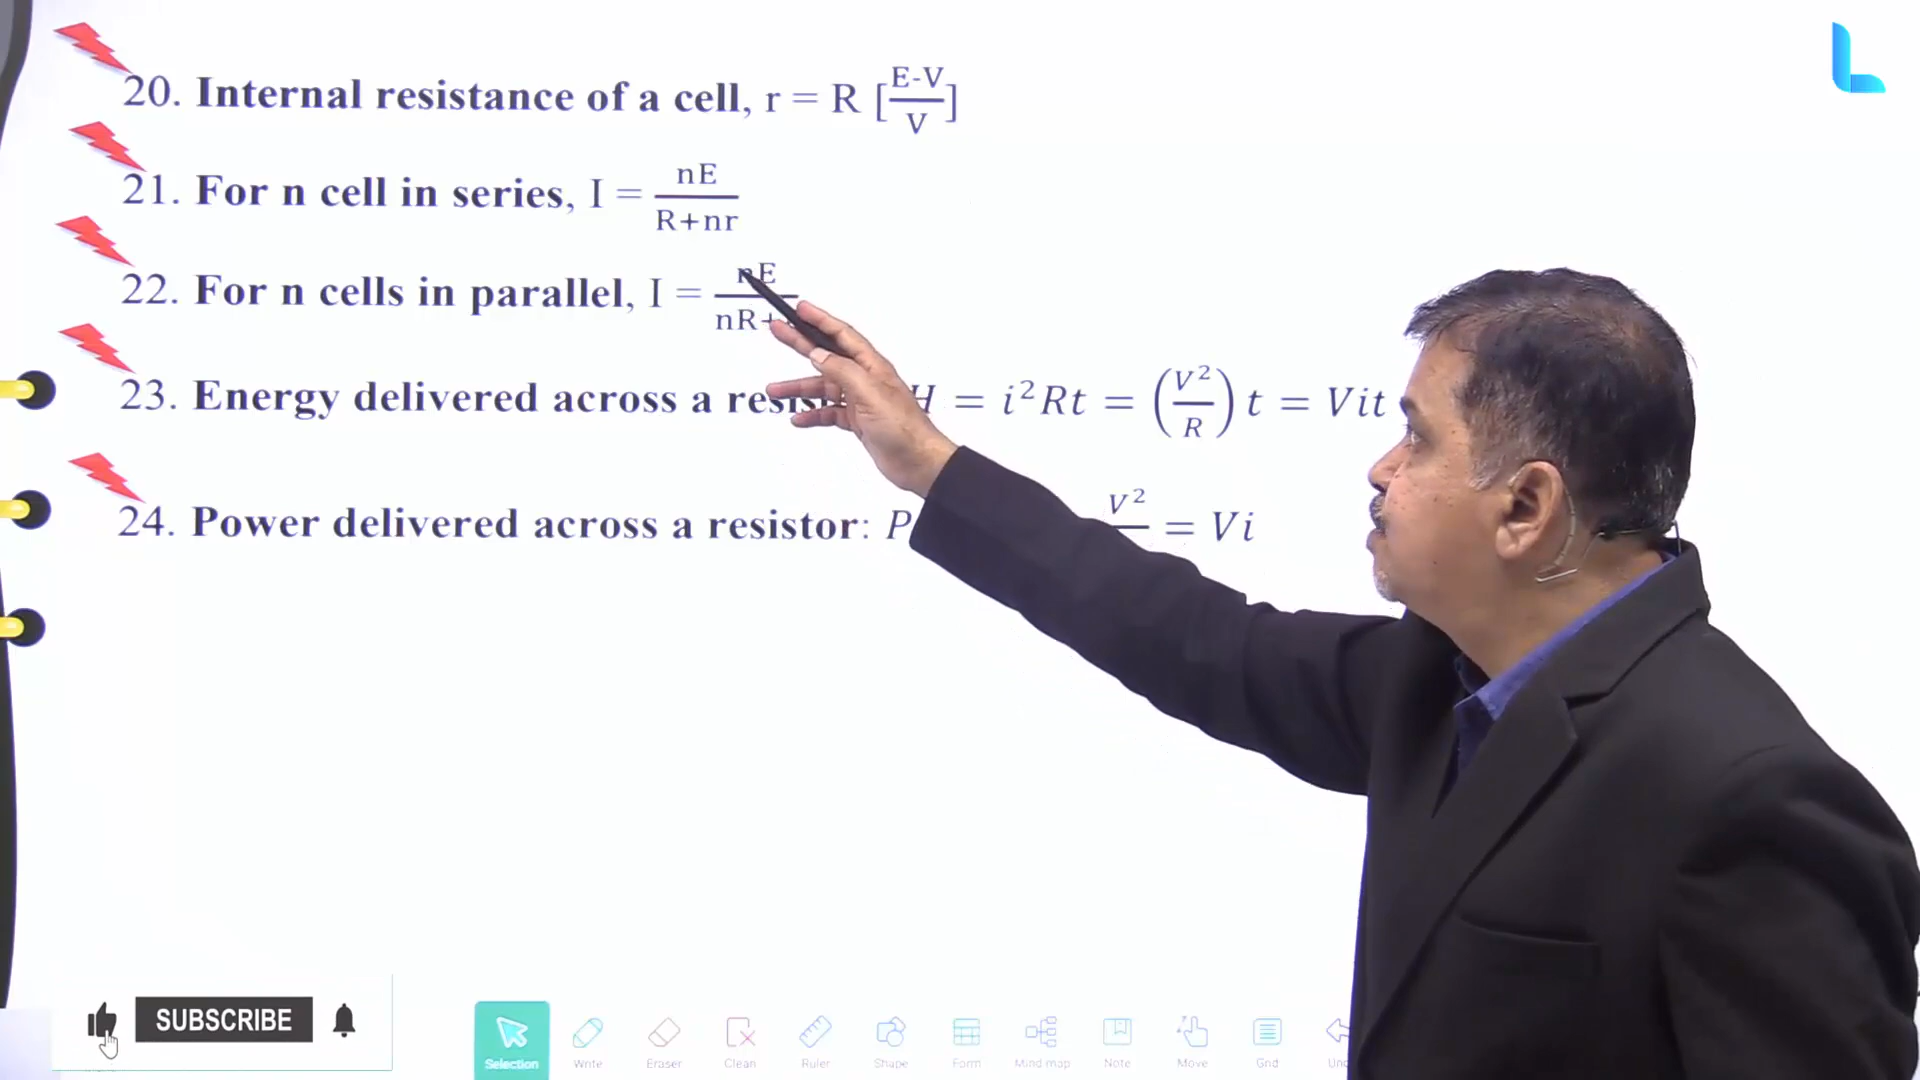 20. Internal resistance of a cell, r = R [E-V/V]
21. For n cell in series, I = nE/R+nr
22. For n cells in parallel, I = nE/nR+
23. Energy delivered across a H = i²Rt = (V²/R) t = Vit
24. Power delivered across a resistor: P V² = Vi
SUBSCRIBE
Selection Write Eraser Clean Ruler Shape Form Mind map Note Move Grid